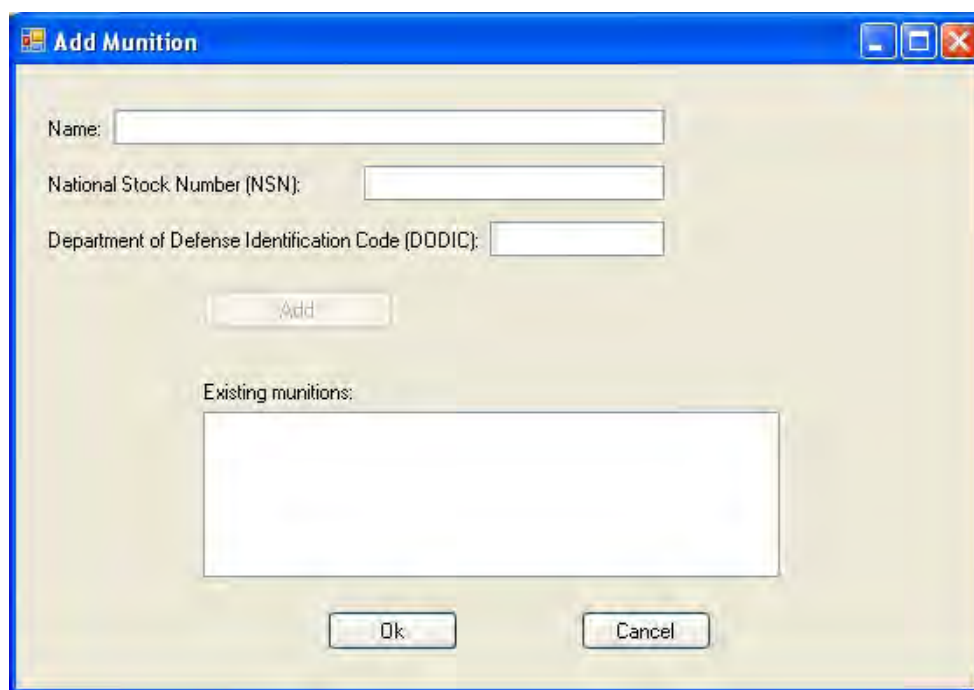 Add Munition
Name:
National Stock Number (NSN):
Department of Defense Identification Code (DODIC):
Add
Existing munitions:
Ok Cancel